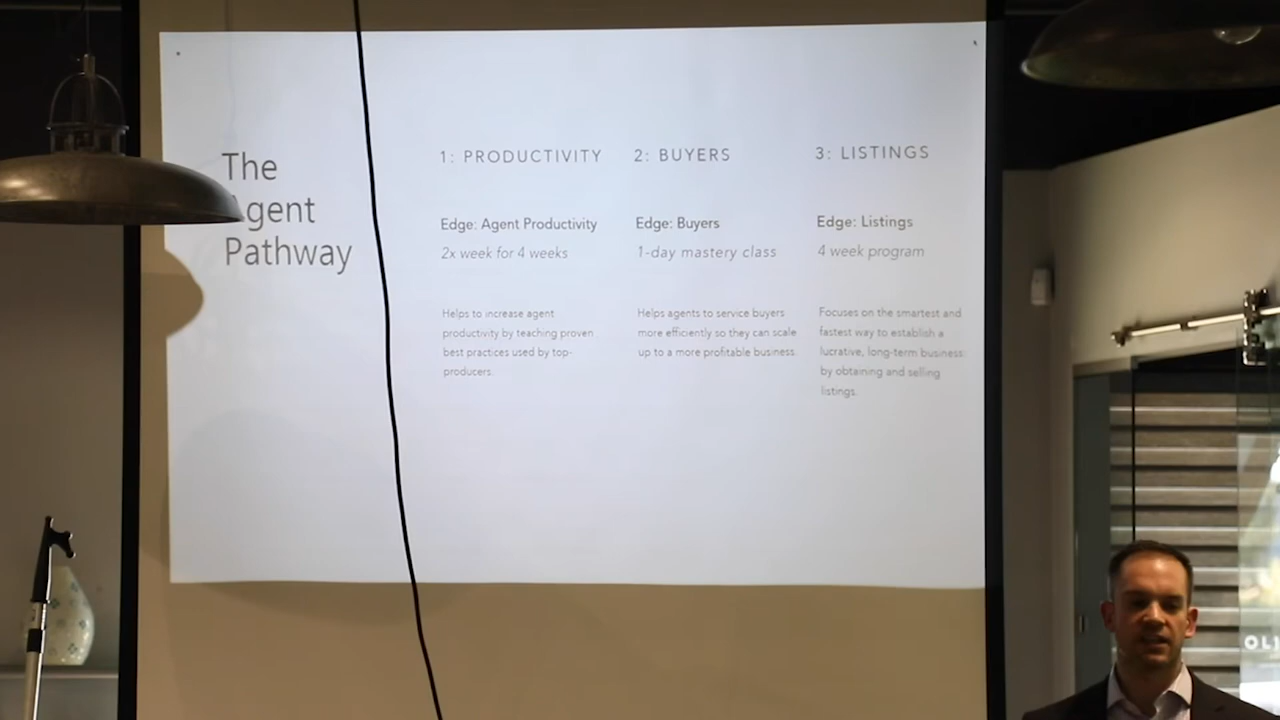 The
Agent
Pathway
1: PRODUCTIVITY
Edge: Agent Productivity
2x week for 4 weeks
Helps to increase agent
productivity by teaching proven
best practices used by top-
producers.
2: BUYERS
Edge: Buyers
1-day mastery class
Helps agents to service buyers
more efficiently so they can scale
up to a more profitable business.
3: LISTINGS
Edge: Listings
4 week program
Focuses on the smartest and
fastest way to establish a
lucrative, long-term business
by obtaining and selling
listings.